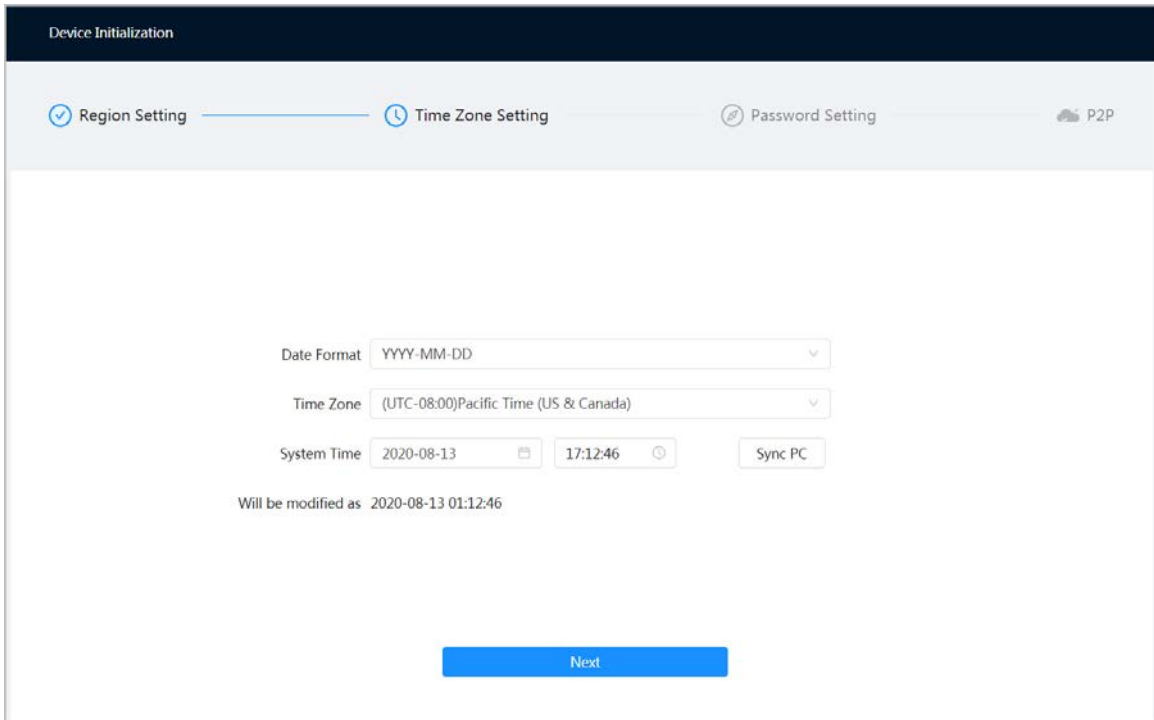 Device Initialization
Region Setting Time Zone Setting Password Setting P2P
Date Format YYYY-MM-DD
Time Zone (UTC-08:00)Pacific Time (US & Canada)
System Time 2020-08-13 17:12:46 Sync PC
Will be modified as 2020-08-13 01:12:46
Next